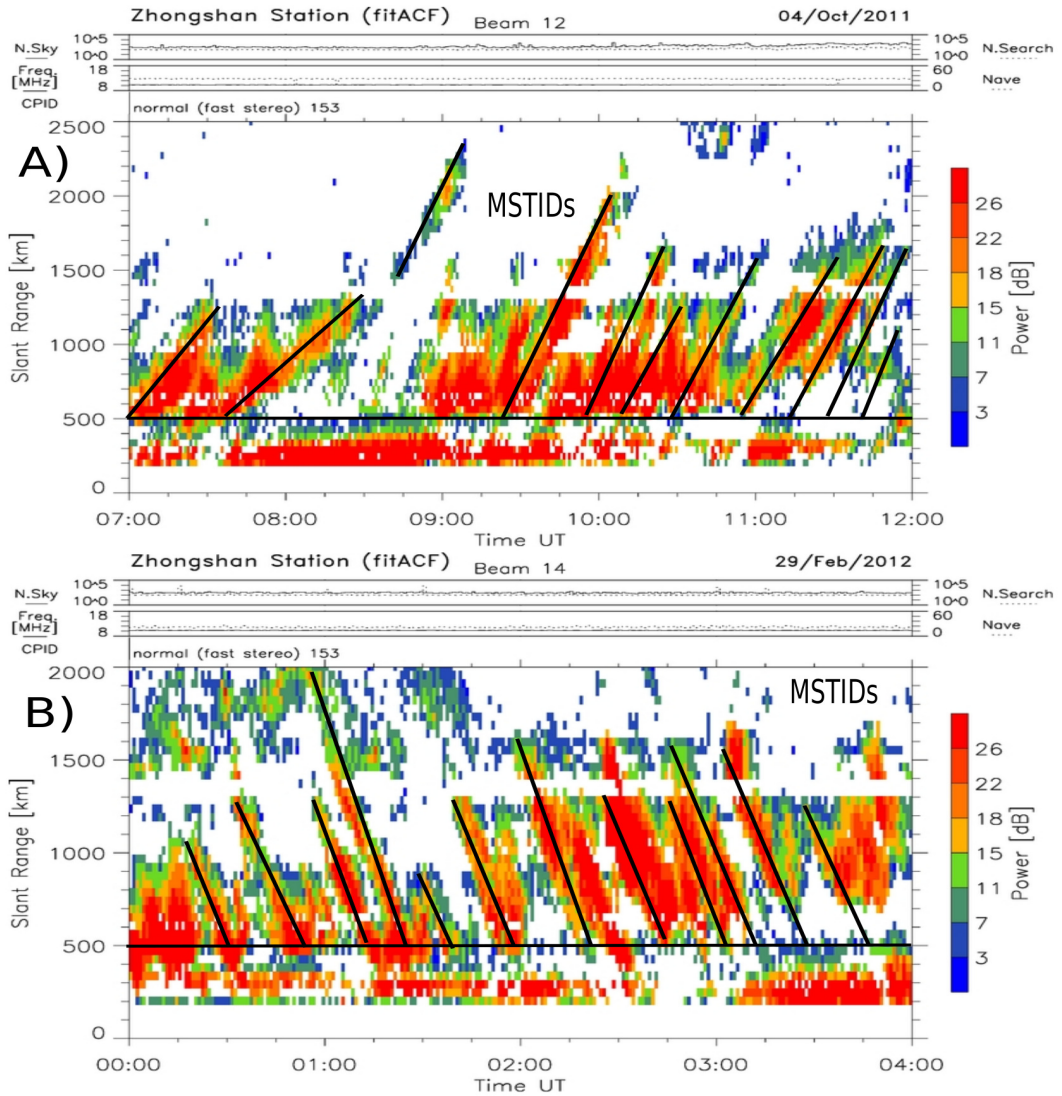 Zhongshan Station (fitACF) Beam 12 04/Oct/2011
N.Sky 10^5 10^0 10^5 10^0 N.Search
Freq. [MHz] 18 8 60 0 Nave
CPID
normal (fast stereo) 153
A)
MSTIDs
Slant Range [km]
2500
2000
1500
1000
500
0
07:00 08:00 09:00 10:00 11:00 12:00
Time UT
26
22
18
15
11
7
3
Power [dB]
Zhongshan Station (fitACF) Beam 14 29/Feb/2012
N.Sky 10^5 10^0 10^5 10^0 N.Search
Freq. [MHz] 18 8 60 0 Nave
CPID
normal (fast stereo) 153
B)
MSTIDs
Slant Range [km]
2000
1500
1000
500
0
00:00 01:00 02:00 03:00 04:00
Time UT
26
22
18
15
11
7
3
Power [dB]